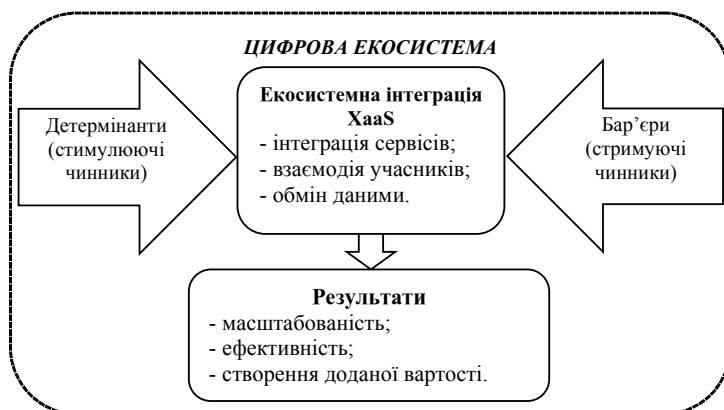 ЦИФРОВА ЕКОСИСТЕМА
Детермінанти
(стимулюючі
чинники)
Екосистемна інтеграція
XaaS
- інтеграція сервісів;
- взаємодія учасників;
- обмін даними.
Бар’єри
(стримуючі
чинники)
Результати
- масштабованість;
- ефективність;
- створення доданої вартості.